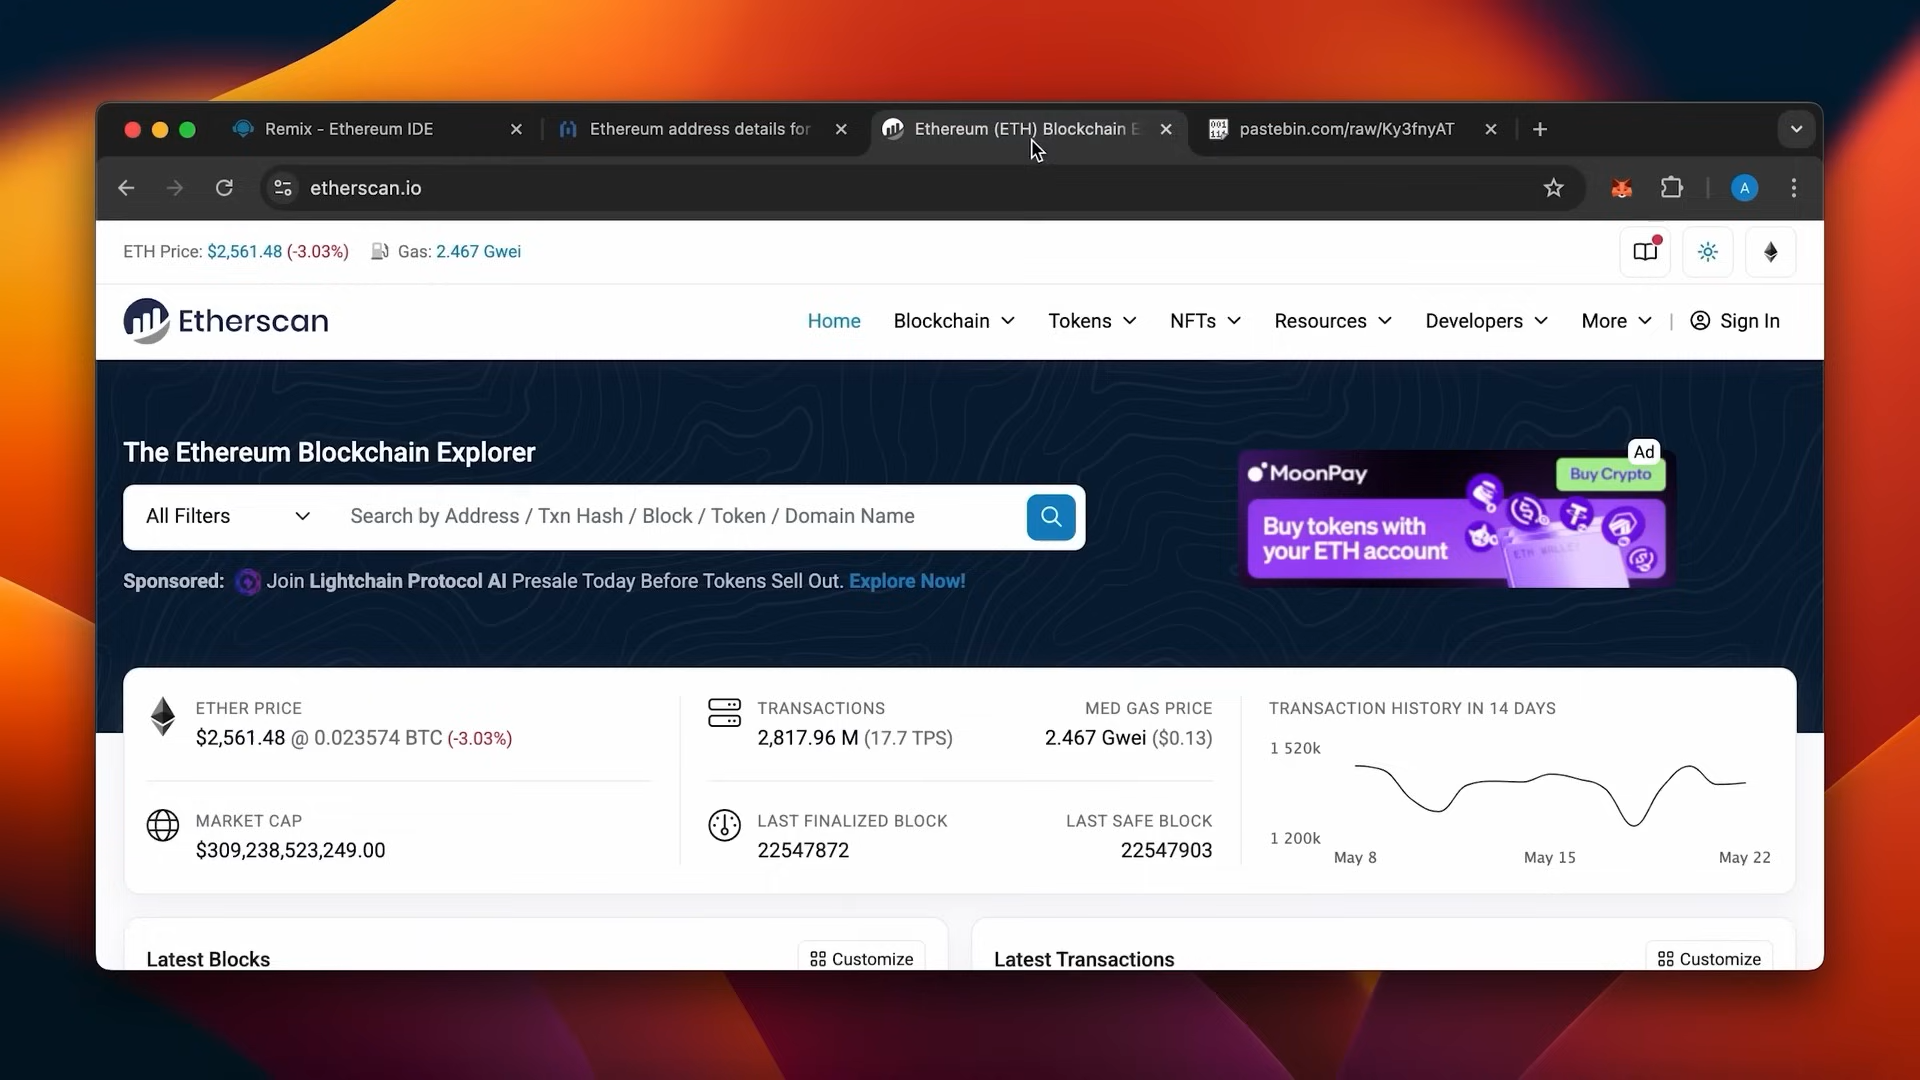 Remix - Ethereum IDE
Ethereum address details for
Ethereum (ETH) Blockchain E
pastebin.com/raw/Ky3fnyAT
etherscan.io
A
ETH Price: $2,561.48 (-3.03%) Gas: 2.467 Gwei
Etherscan
Home Blockchain Tokens NFTs Resources Developers More | Sign In
The Ethereum Blockchain Explorer
All Filters
Search by Address / Txn Hash / Block / Token / Domain Name
Sponsored: Join Lightchain Protocol AI Presale Today Before Tokens Sell Out. Explore Now!
Ad
MoonPay
Buy Crypto
Buy tokens with
your ETH account
ETH WALLET
ETHER PRICE
$2,561.48 @ 0.023574 BTC (-3.03%)
MARKET CAP
$309,238,523,249.00
TRANSACTIONS
2,817.96 M (17.7 TPS)
MED GAS PRICE
2.467 Gwei ($0.13)
LAST FINALIZED BLOCK
22547872
LAST SAFE BLOCK
22547903
TRANSACTION HISTORY IN 14 DAYS
1 520k
1 200k
May 8 May 15 May 22
Latest Blocks
Customize
Latest Transactions
Customize